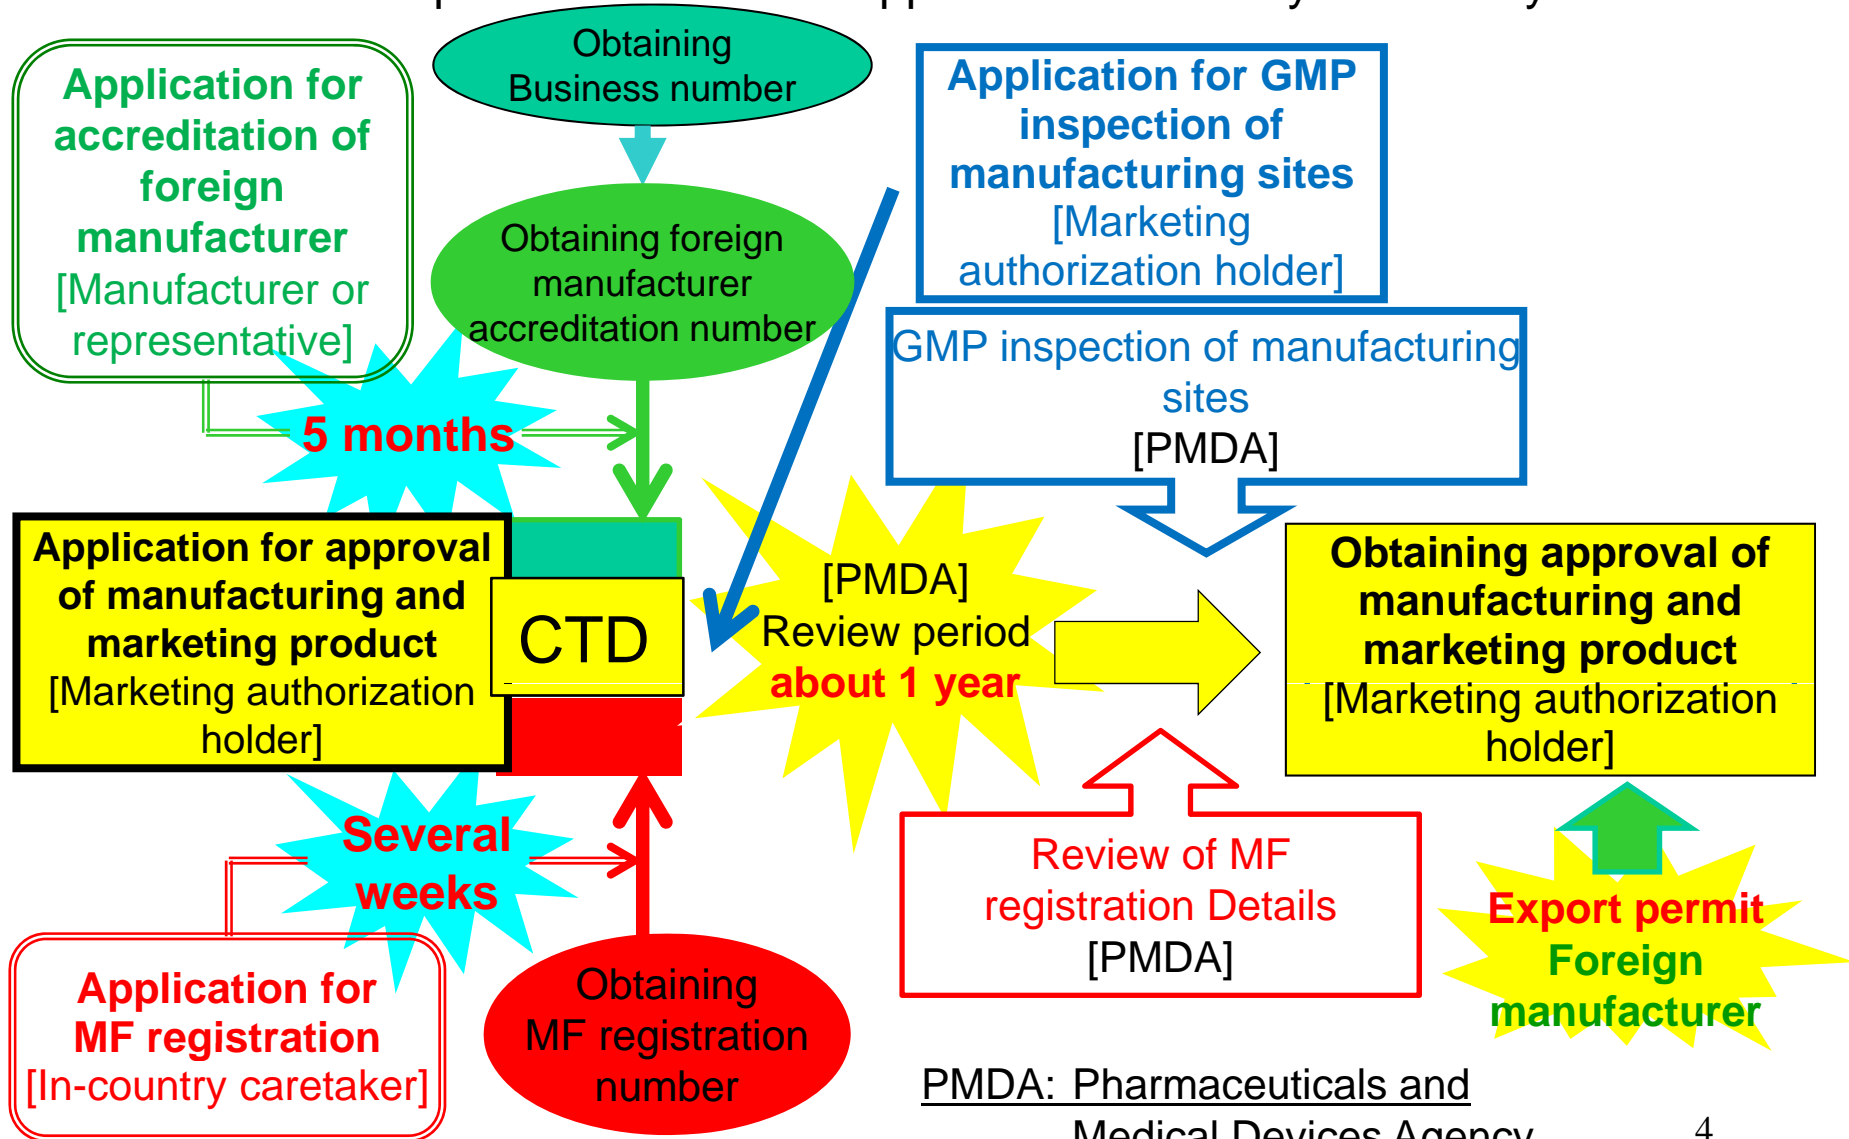 Application for
accreditation of
foreign
manufacturer
[Manufacturer or
representative]
Obtaining
Business number
Obtaining foreign
manufacturer
accreditation number
5 months
Application for GMP
inspection of
manufacturing sites
[Marketing
authorization holder]
GMP inspection of manufacturing
sites
[PMDA]
Application for approval
of manufacturing and
marketing product
[Marketing authorization
holder]
CTD
[PMDA]
Review period
about 1 year
Obtaining approval of
manufacturing and
marketing product
[Marketing authorization
holder]
Several
weeks
Application for
MF registration
[In-country caretaker]
Obtaining
MF registration
number
Review of MF
registration Details
[PMDA]
Export permit
Foreign
manufacturer
PMDA: Pharmaceuticals and
Medical Devices Agency
4